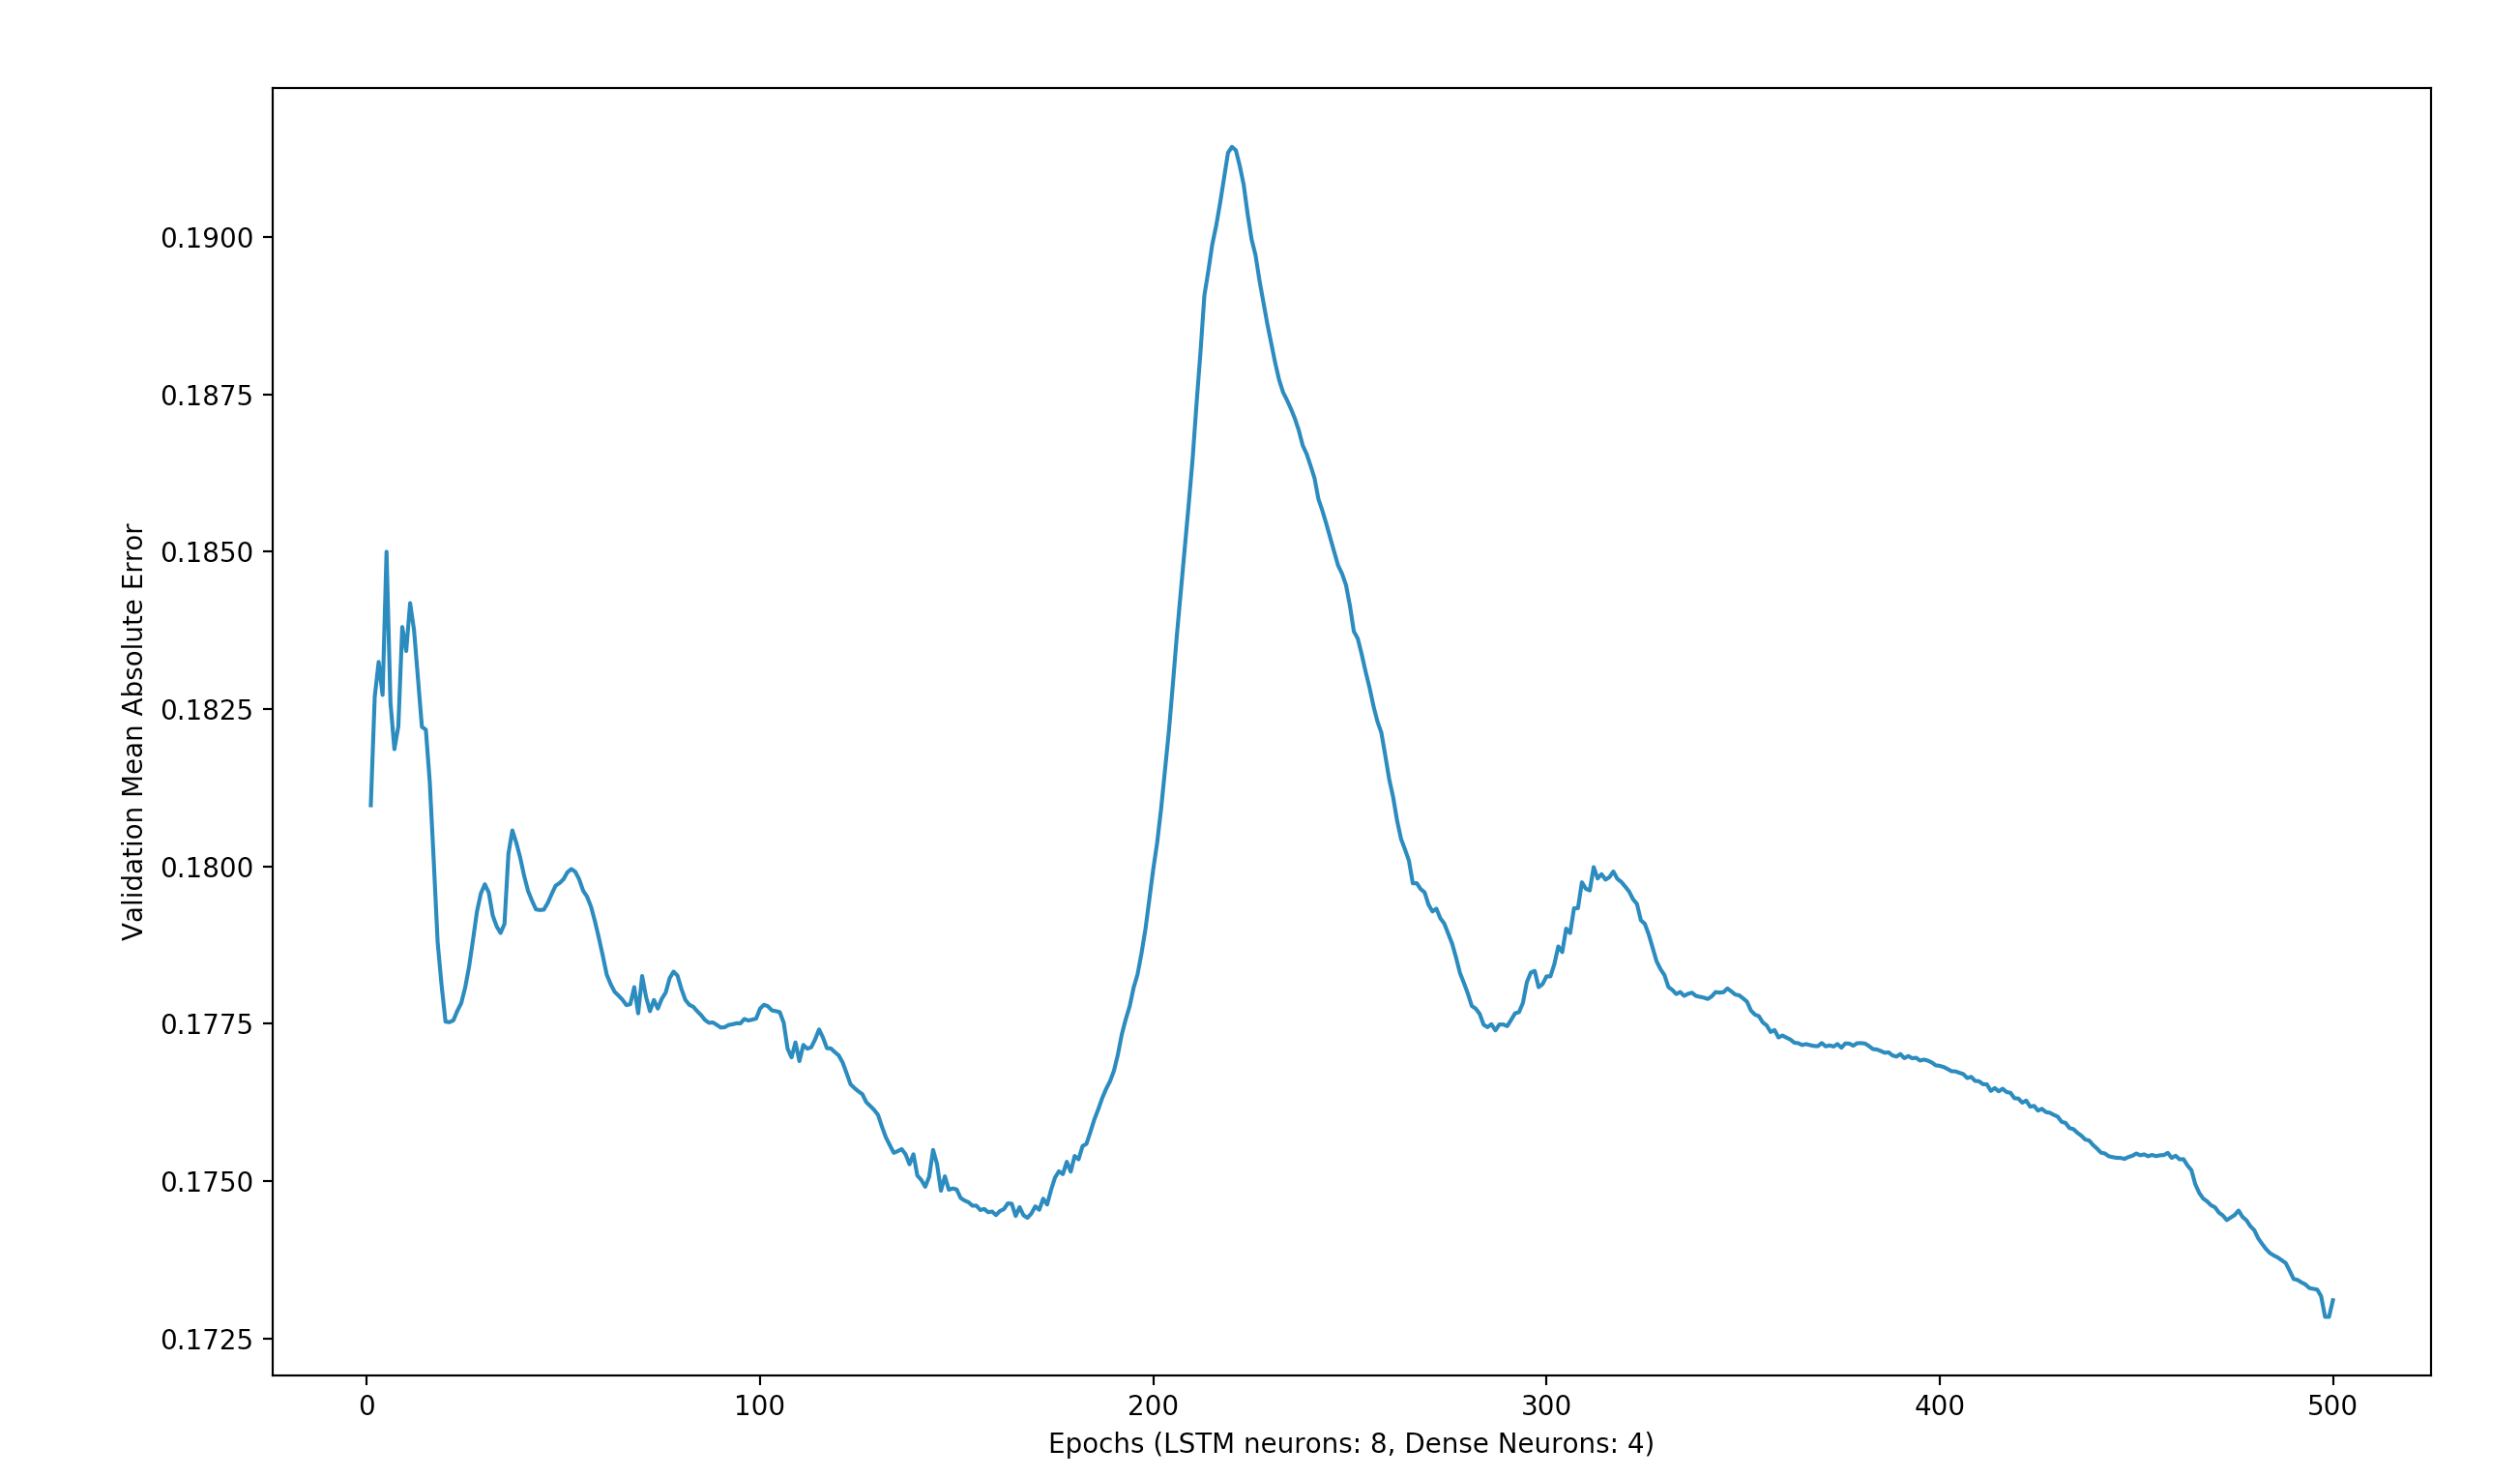 0.1900
0.1875
0.1850
0.1825
0.1800
0.1775
0.1750
0.1725
Validation Mean Absolute Error
0 100 200 300 400 500
Epochs (LSTM neurons: 8, Dense Neurons: 4)